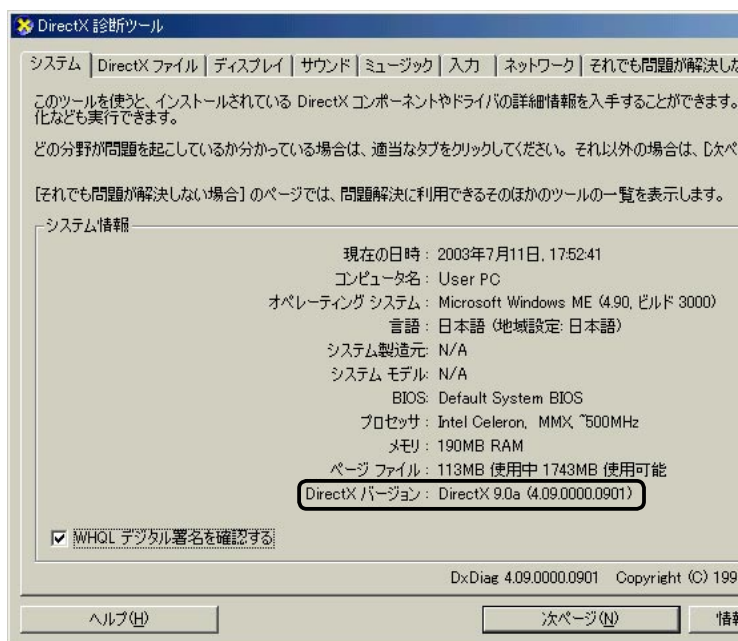 DirectX 診断ツール
システム DirectX ファイル ディスプレイ サウンド ミュージック 入力 ネットワーク それでも問題が解決しな
このツールを使うと、インストールされている DirectX コンポーネントやドライバの詳細情報を入手することができます。
化なども実行できます。
どの分野が問題を起こしているか分かっている場合は、適当なタブをクリックしてください。それ以外の場合は、[次ペ
[それでも問題が解決しない場合] のページでは、問題解決に利用できるそのほかのツールの一覧を表示します。
システム情報
現在の日時: 2003年7月11日, 17:52:41
コンピュータ名: User PC
オペレーティング システム: Microsoft Windows ME (4.90, ビルド 3000)
言語: 日本語 (地域設定: 日本語)
システム製造元: N/A
システム モデル: N/A
BIOS: Default System BIOS
プロセッサ: Intel Celeron, MMX, ~500MHz
メモリ: 190MB RAM
ページ ファイル: 113MB 使用中 1743MB 使用可能
DirectX バージョン: DirectX 9.0a (4.09.0000.0901)
WHQL デジタル署名を確認する
DxDiag 4.09.0000.0901 Copyright (C) 199
ヘルプ(H) 次ページ(N) 情報